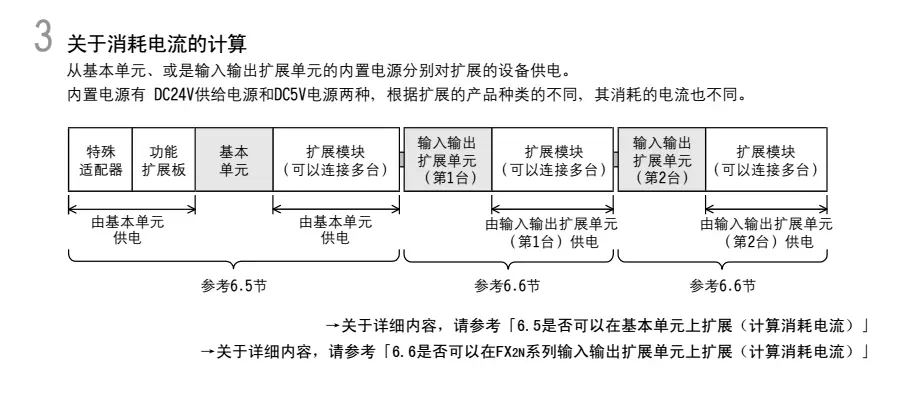 3 关于消耗电流的计算
从基本单元、或是输入输出扩展单元的内置电源分别对扩展的设备供电。
内置电源有 DC24V供给电源和DC5V电源两种，根据扩展的产品种类的不同，其消耗的电流也不同。
特殊
适配器
功能
扩展板
基本
单元
扩展模块
（可以连接多台）
输入输出
扩展单元
（第1台）
扩展模块
（可以连接多台）
输入输出
扩展单元
（第2台）
扩展模块
（可以连接多台）
由基本单元
供电
由基本单元
供电
由输入输出扩展单元
（第1台）供电
由输入输出扩展单元
（第2台）供电
参考6.5节
参考6.6节
参考6.6节
→关于详细内容，请参考「6.5是否可以在基本单元上扩展（计算消耗电流）」
→关于详细内容，请参考「6.6是否可以在FX2N系列输入输出扩展单元上扩展（计算消耗电流）」